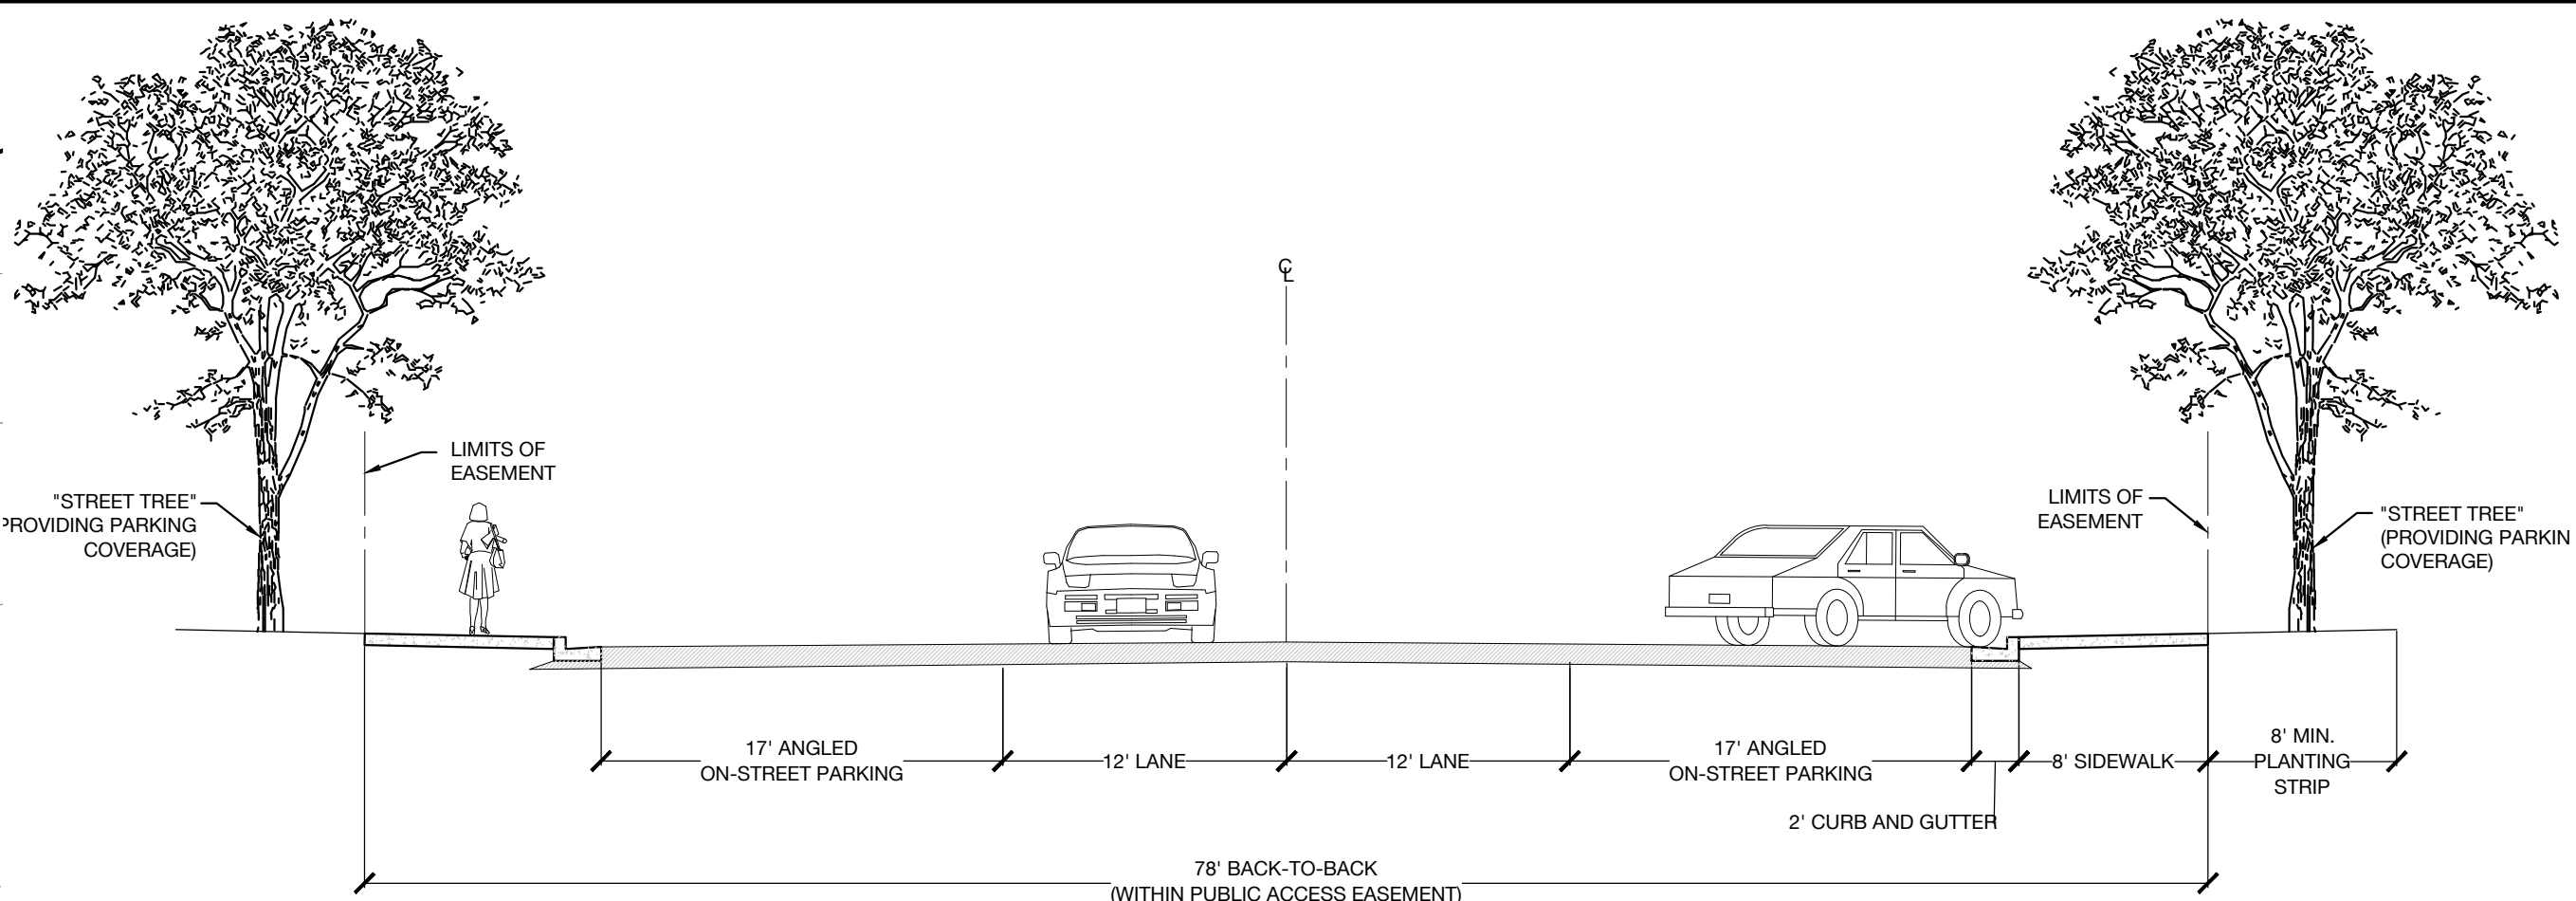 ℄
LIMITS OF
EASEMENT
"STREET TREE"
PROVIDING PARKING
COVERAGE)
LIMITS OF
EASEMENT
"STREET TREE"
(PROVIDING PARKIN
COVERAGE)
17' ANGLED
ON-STREET PARKING
12' LANE
12' LANE
17' ANGLED
ON-STREET PARKING
8' SIDEWALK
8' MIN.
PLANTING
STRIP
2' CURB AND GUTTER
78' BACK-TO-BACK
(WITHIN PUBLIC ACCESS EASEMENT)